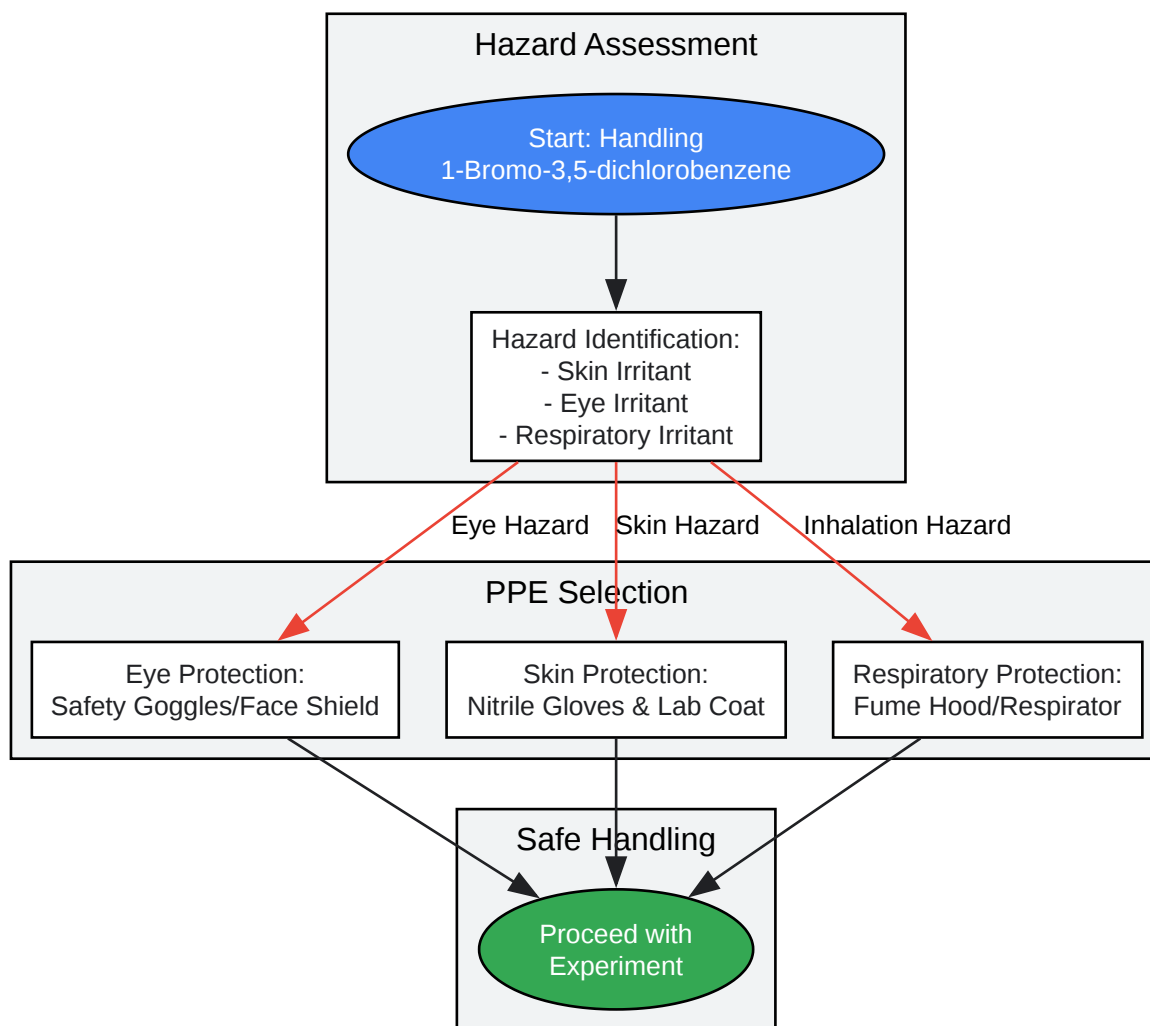 Hazard Assessment
Start: Handling
1-Bromo-3,5-dichlorobenzene
Hazard Identification:
- Skin Irritant
- Eye Irritant
- Respiratory Irritant
Eye Hazard
Skin Hazard
Inhalation Hazard
PPE Selection
Eye Protection:
Safety Goggles/Face Shield
Skin Protection:
Nitrile Gloves & Lab Coat
Respiratory Protection:
Fume Hood/Respirator
Safe Handling
Proceed with
Experiment